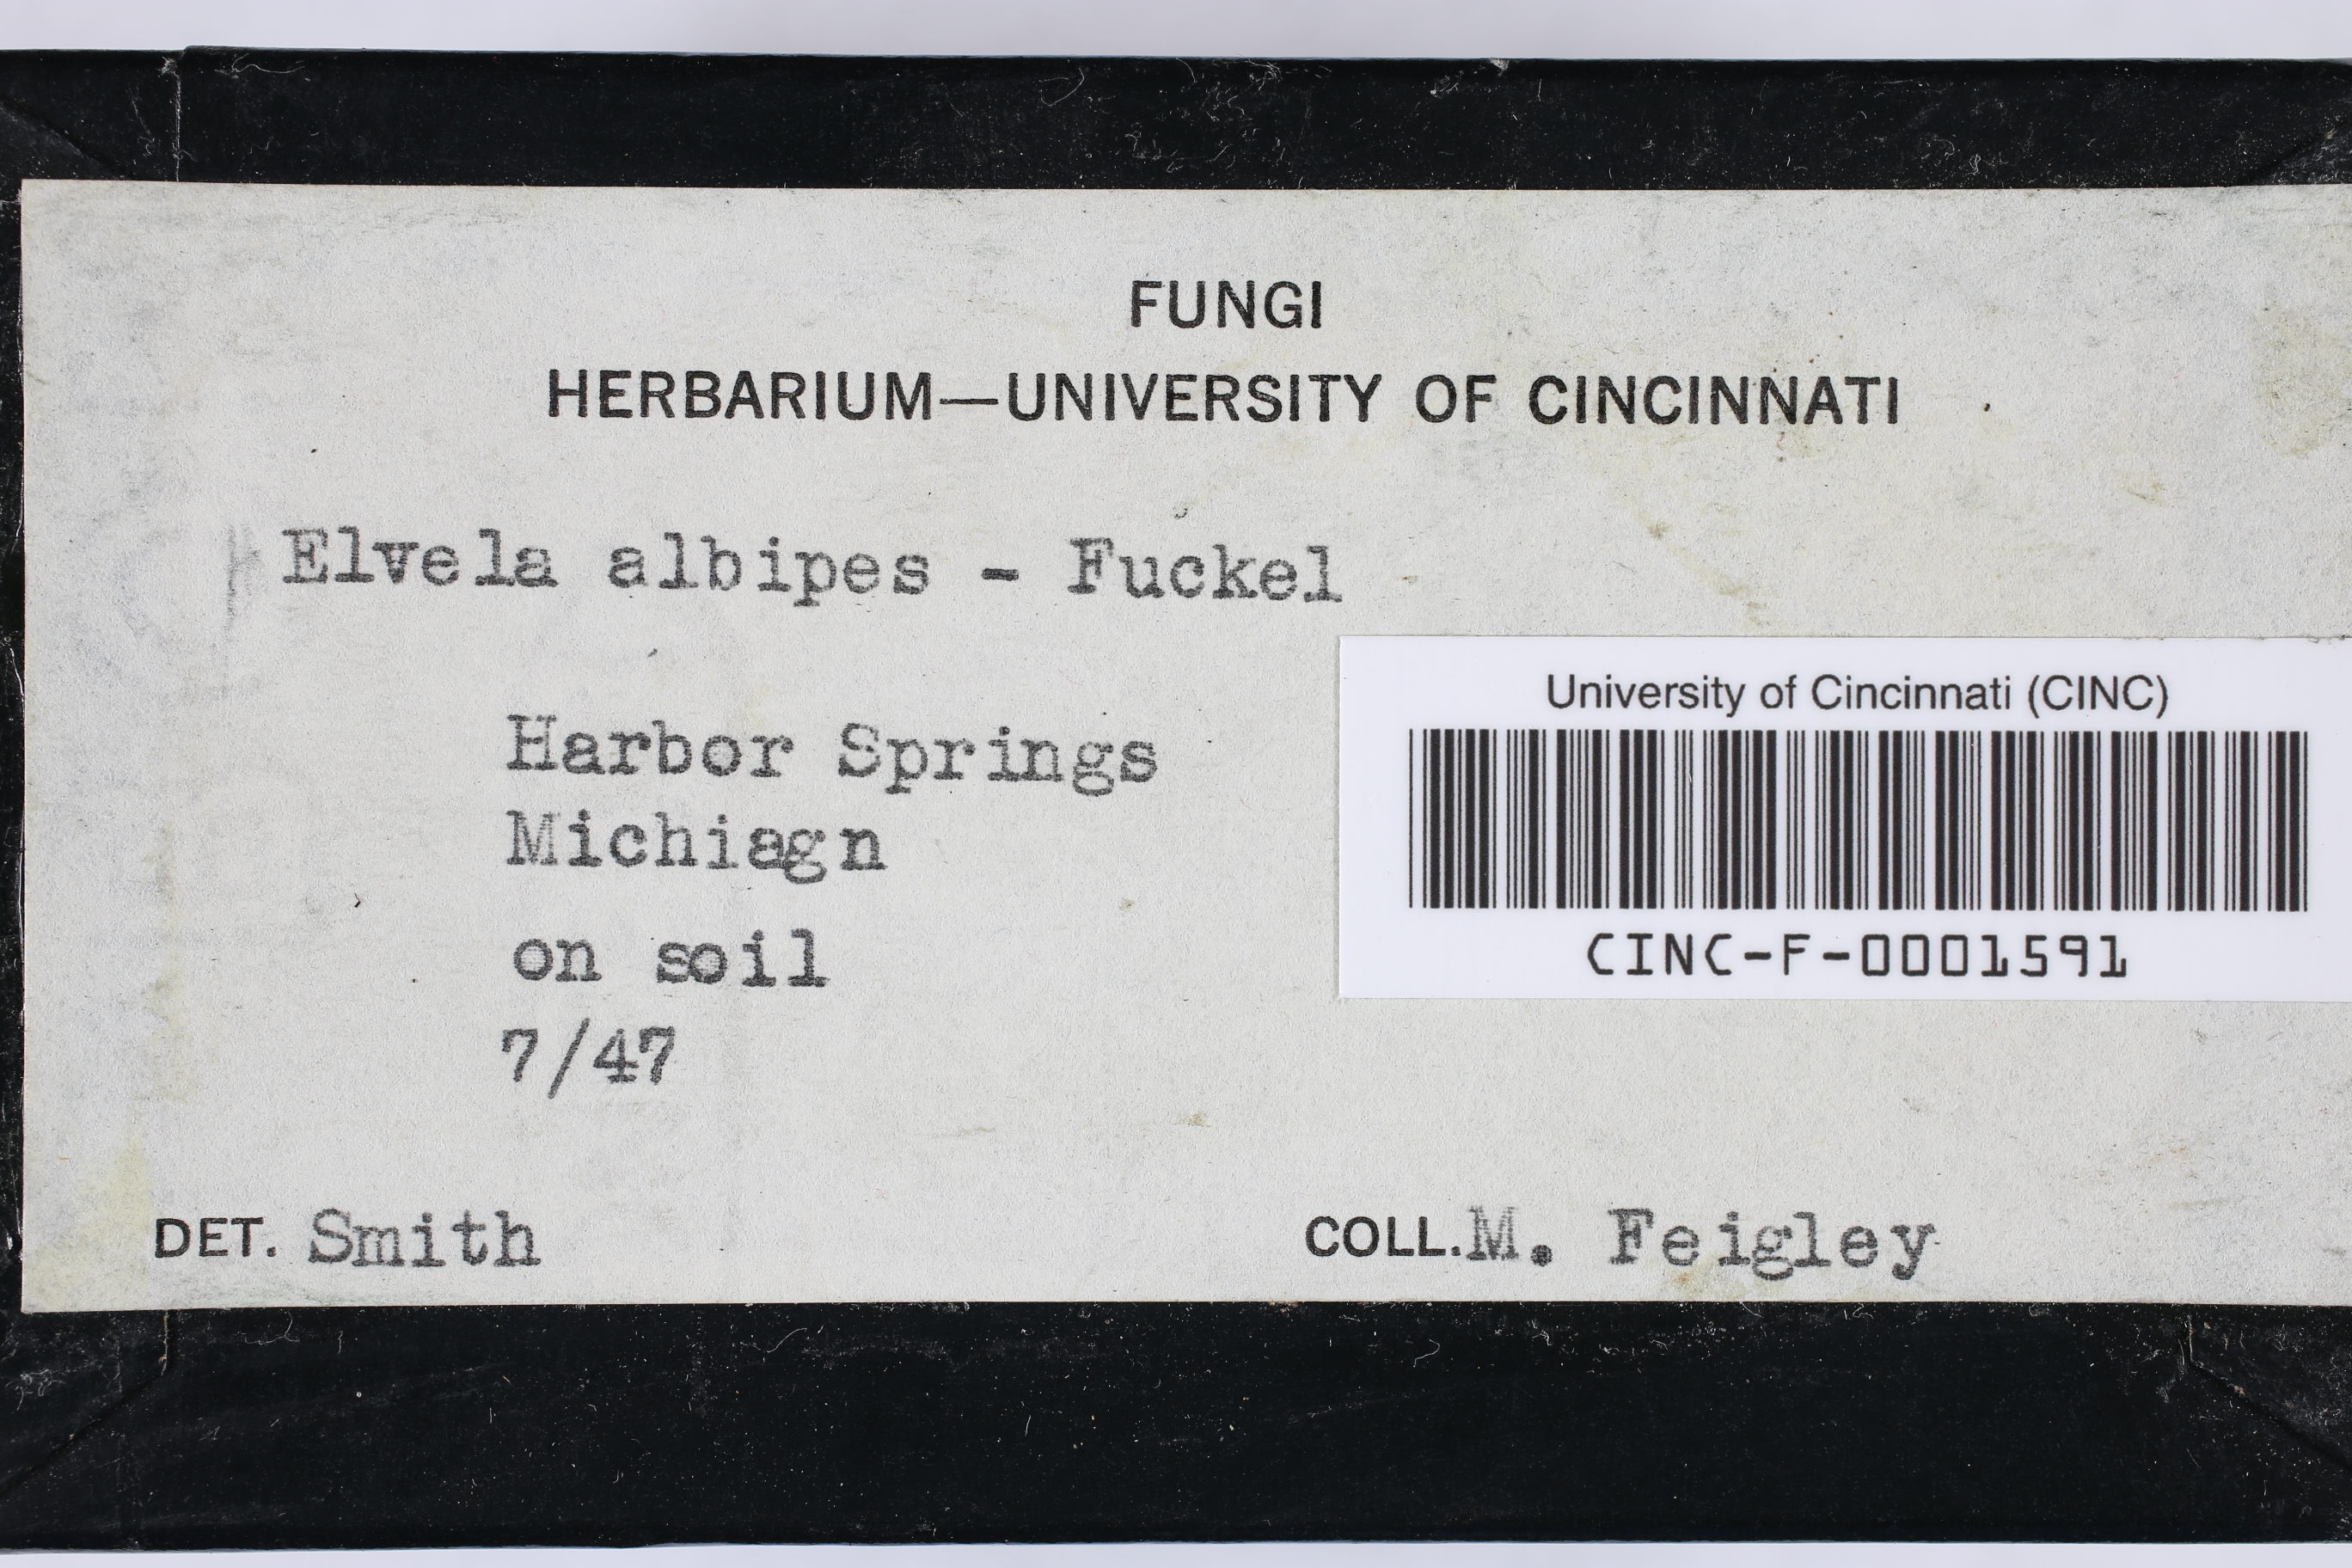 FUNGI
HERBARIUM—UNIVERSITY OF CINCINNATI
Elvela albipes - Fuckel
University of Cincinnati (CINC)
CINC-F-0001591
Harbor Springs
Michiagn
on soil
7/47
DET. Smith
COLL. M. Feigley